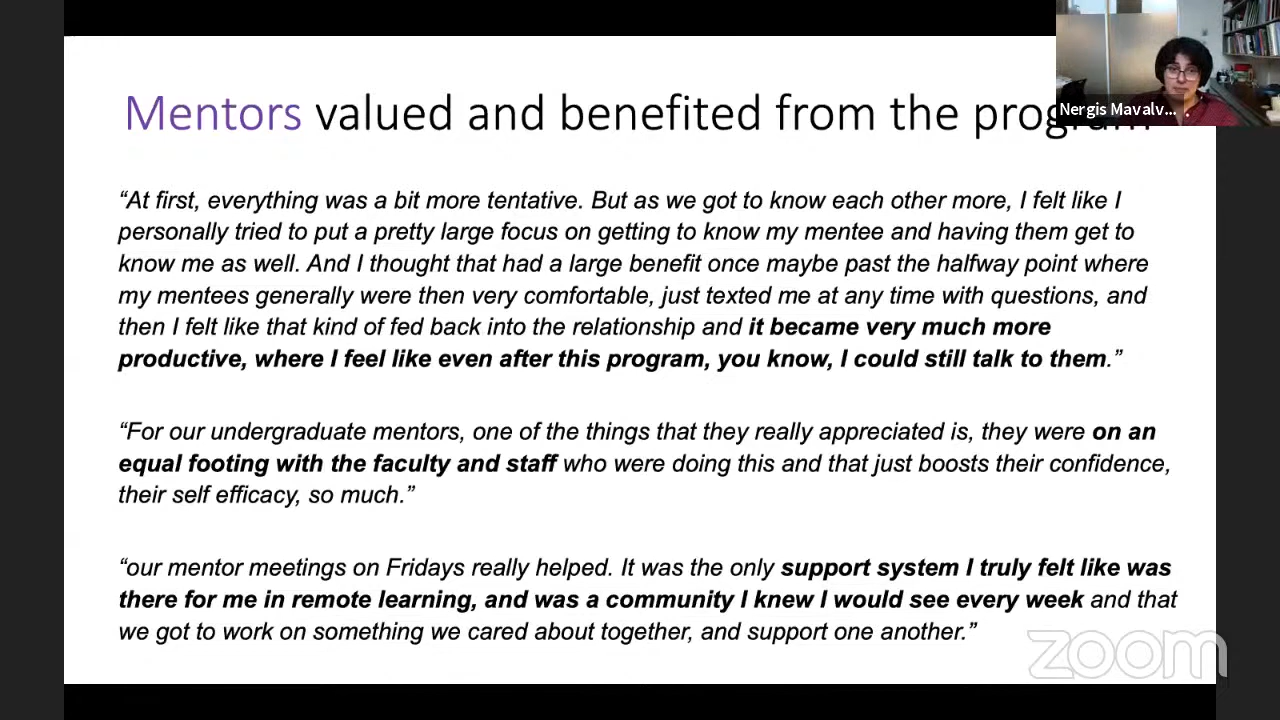 Mentors valued and benefited from the program
Nergis Mavalv...
“At first, everything was a bit more tentative. But as we got to know each other more, I felt like I
personally tried to put a pretty large focus on getting to know my mentee and having them get to
know me as well. And I thought that had a large benefit once maybe past the halfway point where
my mentees generally were then very comfortable, just texted me at any time with questions, and
then I felt like that kind of fed back into the relationship and it became very much more
productive, where I feel like even after this program, you know, I could still talk to them.”
“For our undergraduate mentors, one of the things that they really appreciated is, they were on an
equal footing with the faculty and staff who were doing this and that just boosts their confidence,
their self efficacy, so much.”
“our mentor meetings on Fridays really helped. It was the only support system I truly felt like was
there for me in remote learning, and was a community I knew I would see every week and that
we got to work on something we cared about together, and support one another.”
zoom